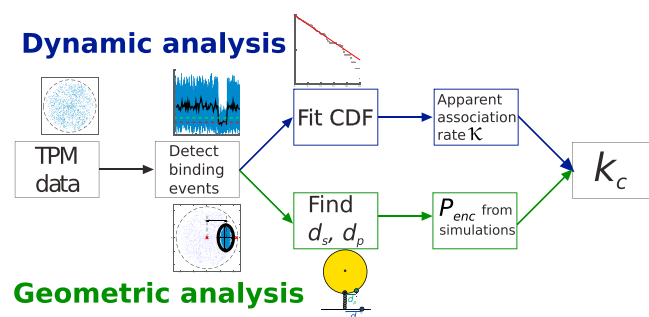 Dynamic analysis
TPM
data
Detect
binding
events
Fit CDF
Apparent
association
rate K
k_c
Find
d_s, d_p
P_enc from
simulations
d_s
d
Geometric analysis